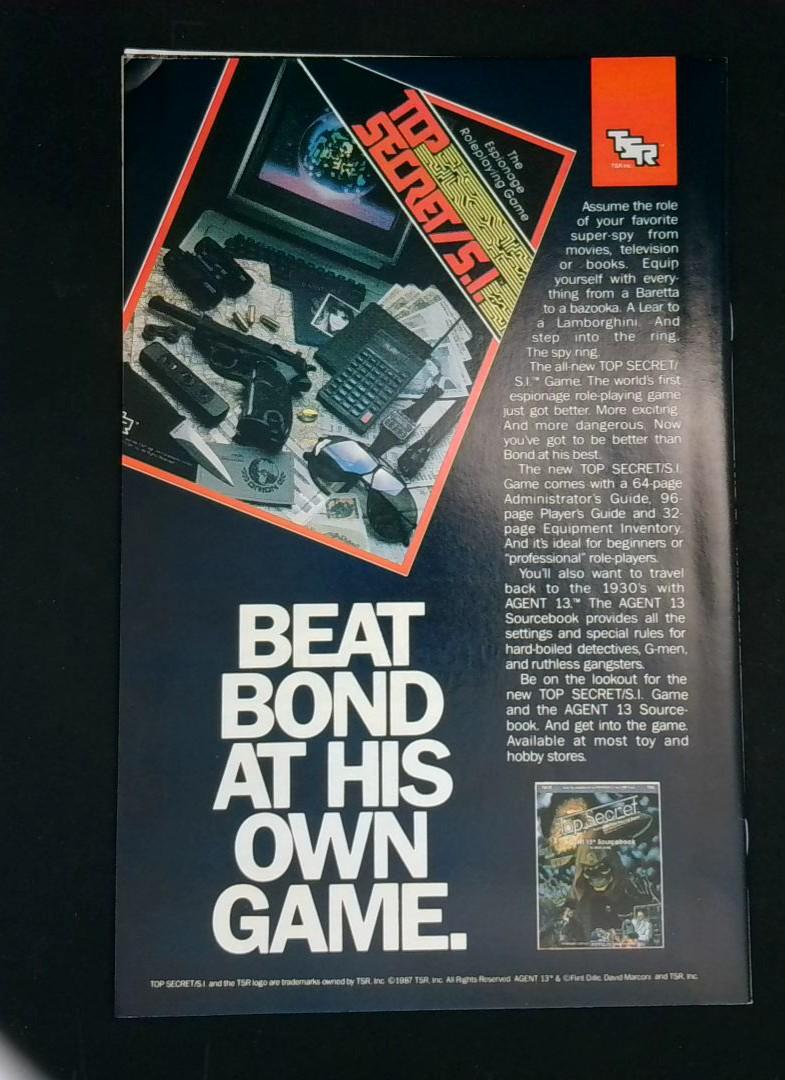 TOP
SECRET/S.I.
The
Espionage
Roleplaying Game
TSR
TSR, Inc.
ORION
Assume the role
of your favorite
super-spy from
movies, television
or books. Equip
yourself with every-
thing from a Baretta
to a bazooka. A Lear to
a Lamborghini. And
step into the ring.
The spy ring.
The all-new TOP SECRET/
S.I.™ Game. The world's first
espionage role-playing game
just got better. More exciting.
And more dangerous. Now
you've got to be better than
Bond at his best.
The new TOP SECRET/S.I.
Game comes with a 64-page
Administrator's Guide, 96-
page Player's Guide and 32-
page Equipment Inventory.
And it's ideal for beginners or
"professional" role-players.
You'll also want to travel
back to the 1930's with
AGENT 13.™ The AGENT 13
Sourcebook provides all the
settings and special rules for
hard-boiled detectives, G-men,
and ruthless gangsters.
Be on the lookout for the
new TOP SECRET/S.I. Game
and the AGENT 13 Source-
book. And get into the game.
Available at most toy and
hobby stores.
BEAT
BOND
AT HIS
OWN
GAME.
Top Secret
13™ Sourcebook
TOP SECRET/S.I. and the TSR logo are trademarks owned by TSR, Inc. ©1987 TSR, Inc. All Rights Reserved. AGENT 13™ & ©Flint Dille, David Marconi and TSR, Inc.